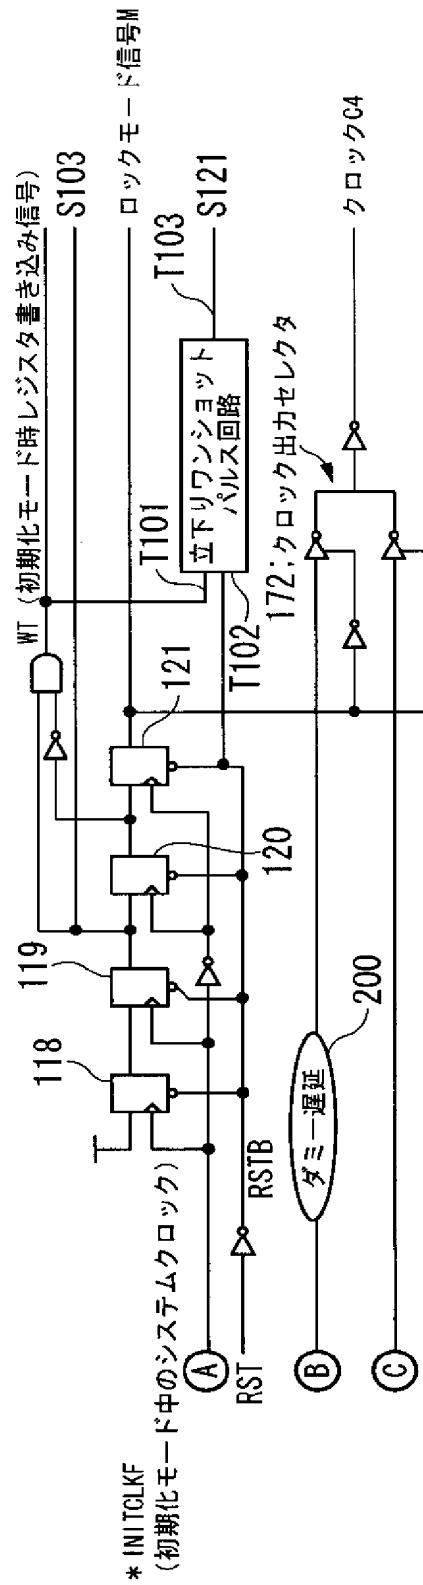 *INITCLKF
(初期化モード中のシステムクロック)
A
RST
RSTB
B
C
ダミー遅延
200
118
119
120
121
WT (初期化モード時レジスタ書き込み信号)
S103
ロックモード信号M
T101
T102
立下りワンショット
パルス回路
T103
S121
172;クロック出力セレクタ
クロックC4